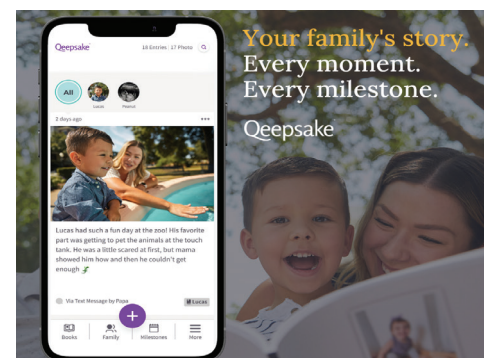 Qeepsake
18 Entries | 17 Photo
All
Lucas
Mama
2 days ago
Lucas had such a fun day at the zoo! His favorite
part was getting to pet the animals at the touch
tank. He was a little scared at first, but mama
showed him how and then he couldn't get
enough
Via Text Message by Papa
Lucas
+
Books
Family
Milestones
More
Your family's story.
Every moment.
Every milestone.
Qeepsake